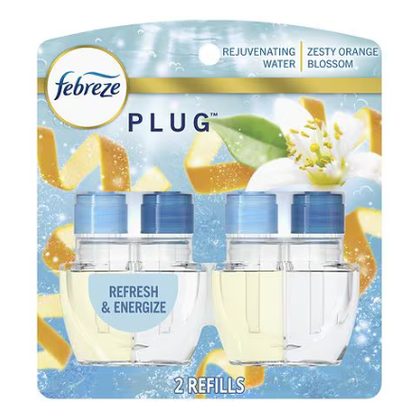 REJUVENATING
WATER
ZESTY ORANGE
BLOSSOM
febreze
PLUG™
REFRESH
& ENERGIZE
2 REFILLS